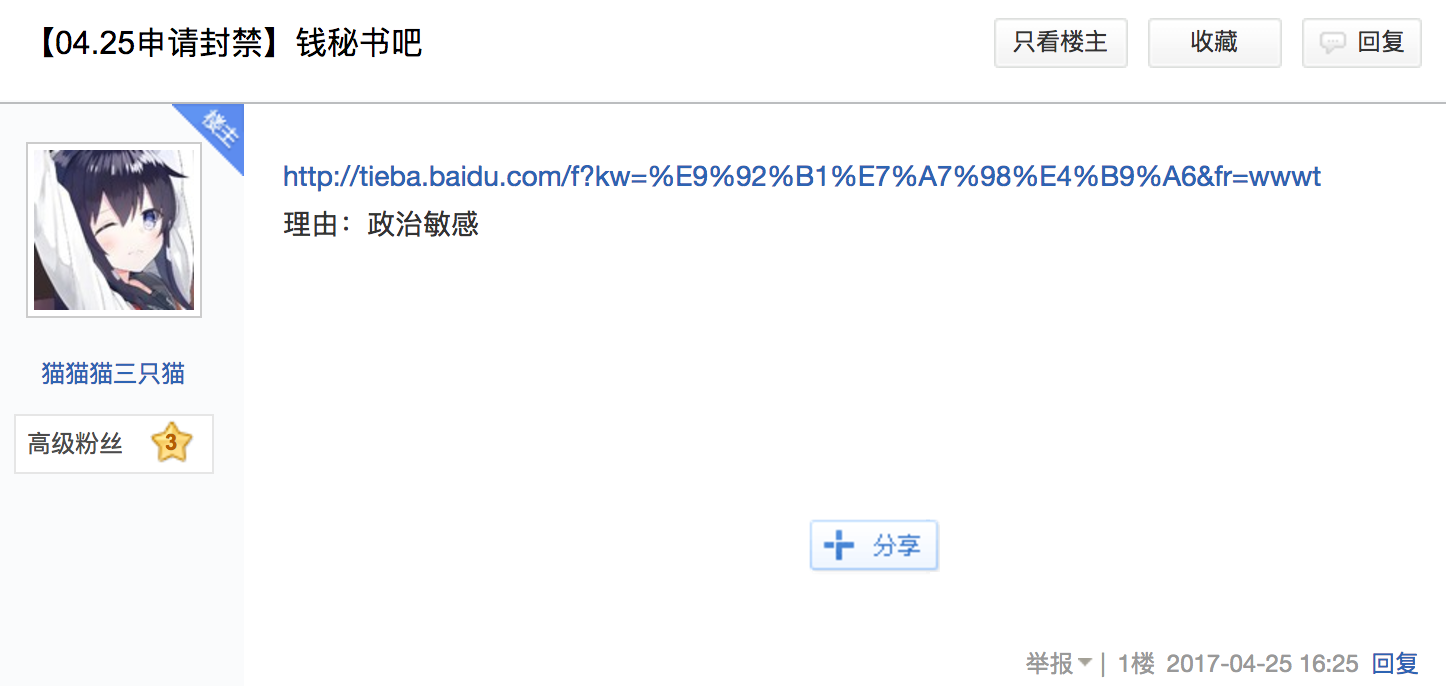 【04.25申请封禁】钱秘书吧
只看楼主
收藏
回复
楼主
http://tieba.baidu.com/f?kw=%E9%92%B1%E7%A7%98%E4%B9%A6&fr=wwwt
理由：政治敏感
猫猫猫三只猫
高级粉丝 3
分享
举报 | 1楼 2017-04-25 16:25 回复